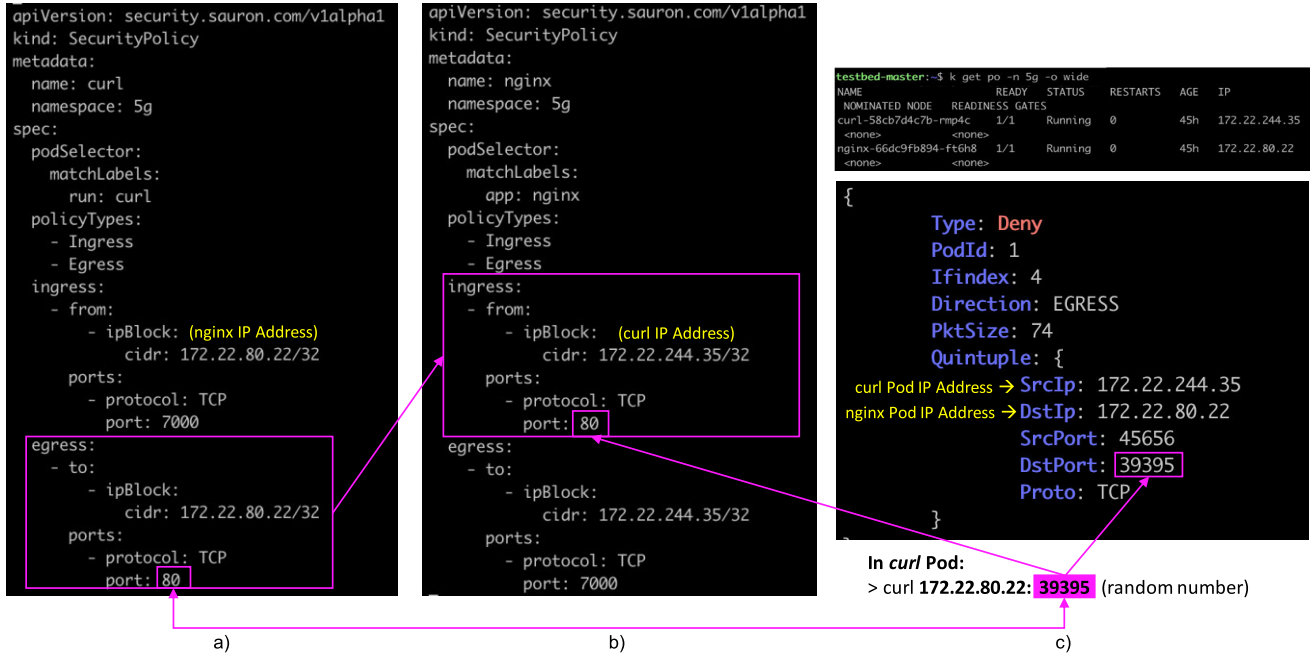 apiVersion: security.sauron.com/v1alpha1
kind: SecurityPolicy
metadata:
name: curl
namespace: 5g
spec:
podSelector:
matchLabels:
run: curl
policyTypes:
- Ingress
- Egress
ingress:
- from:
- ipBlock: (nginx IP Address)
cidr: 172.22.80.22/32
ports:
- protocol: TCP
port: 7000
egress:
- to:
- ipBlock:
cidr: 172.22.80.22/32
ports:
- protocol: TCP
port: 80
a)
apiVersion: security.sauron.com/v1alpha1
kind: SecurityPolicy
metadata:
name: nginx
namespace: 5g
spec:
podSelector:
matchLabels:
app: nginx
policyTypes:
- Ingress
- Egress
ingress:
- from:
- ipBlock: (curl IP Address)
cidr: 172.22.244.35/32
ports:
- protocol: TCP
port: 80
egress:
- to:
- ipBlock:
cidr: 172.22.244.35/32
ports:
- protocol: TCP
port: 7000
b)
testbed-master:~$ k get po -n 5g -o wide
NAME READY STATUS RESTARTS AGE IP
NOMINATED NODE READINESS GATES
curl-58cb7d4c7b-rmp4c 1/1 Running 0 45h 172.22.244.35
<none> <none>
nginx-66dc9fb894-ft6h8 1/1 Running 0 45h 172.22.80.22
<none> <none>
{
Type: Deny
PodId: 1
Ifindex: 4
Direction: EGRESS
PktSize: 74
Quintuple: {
curl Pod IP Address → SrcIp: 172.22.244.35
nginx Pod IP Address → DstIp: 172.22.80.22
SrcPort: 45656
DstPort: 39395
Proto: TCP
}
In curl Pod:
> curl 172.22.80.22: 39395 (random number)
c)